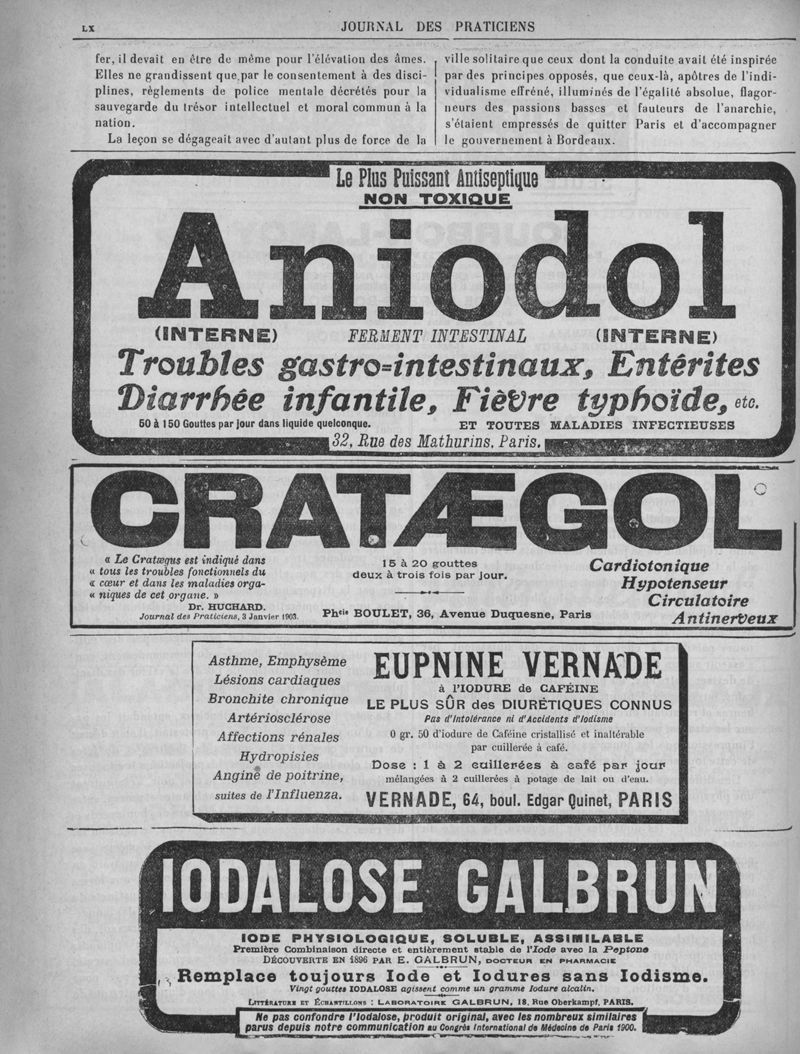 LX
JOURNAL DES PRATICIENS
fer, il devait en être de même pour l'élévation des âmes.
Elles ne grandissent que par le consentement à des disci-
plines, règlements de police mentale décrétés pour la
sauvegarde du trésor intellectuel et moral commun à la
nation.
La leçon se dégageait avec d'autant plus de force de la
ville solitaire que ceux dont la conduite avait été inspirée
par des principes opposés, que ceux-là, apôtres de l'indi-
vidualisme effréné, illuminés de l'égalité absolue, flagor-
neurs des passions basses et fauteurs de l'anarchie,
s'étaient empressés de quitter Paris et d'accompagner
le gouvernement à Bordeaux.
Le Plus Puissant Antiseptique
NON TOXIQUE
Aniodol
(INTERNE) FERMENT INTESTINAL (INTERNE)
Troubles gastro=intestinaux, Entérites
Diarrhée infantile, Fièvre typhoïde, etc.
50 à 150 Gouttes par jour dans liquide quelconque. ET TOUTES MALADIES INFECTIEUSES
32, Rue des Mathurins, Paris.
CRATÆGOL
« Le Cratægus est indiqué dans
« tous les troubles fonctionnels du
« cœur et dans les maladies orga-
« niques de cet organe. »
Dr. HUCHARD.
Journal des Praticiens, 3 Janvier 1903.
15 à 20 gouttes
deux à trois fois par jour.
Phcie BOULET, 36, Avenue Duquesne, Paris
Cardiotonique
Hypotenseur
Circulatoire
Antinerveux
Asthme, Emphysème
Lésions cardiaques
Bronchite chronique
Artériosclérose
Affections rénales
Hydropisies
Angine de poitrine,
suites de l'Influenza.
EUPNINE VERNADE
à l'IODURE de CAFÉINE
LE PLUS SÛR des DIURÉTIQUES CONNUS
Pas d'Intolérance ni d'Accidents d'Iodisme
0 gr. 50 d'iodure de Caféine cristallisé et inaltérable
par cuillerée à café.
Dose : 1 à 2 cuillerées à café par jour
mélangées à 2 cuillerées à potage de lait ou d'eau.
VERNADE, 64, boul. Edgar Quinet, PARIS
IODALOSE GALBRUN
IODE PHYSIOLOGIQUE, SOLUBLE, ASSIMILABLE
Première Combinaison directe et entièrement stable de l'Iode avec la Peptone
DÉCOUVERTE EN 1896 PAR E. GALBRUN, DOCTEUR EN PHARMACIE
Remplace toujours Iode et Iodures sans Iodisme.
Vingt gouttes IODALOSE agissent comme un gramme Iodure alcalin.
LITTÉRATURE ET ÉCHANTILLONS : LABORATOIRE GALBRUN, 18, Rue Oberkampf, PARIS.
Ne pas confondre l'Iodalose, produit original, avec les nombreux similaires
parus depuis notre communication au Congrès International de Médecine de Paris 1900.